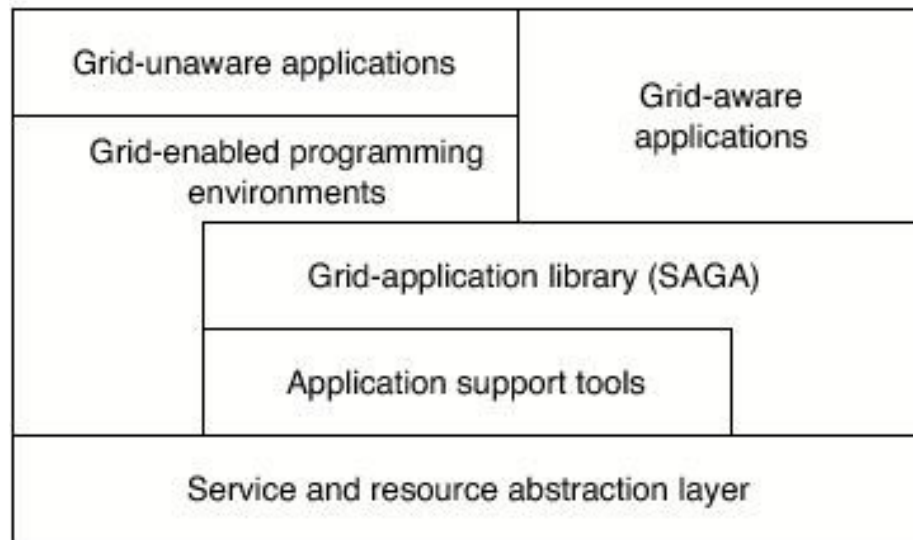 Grid-unaware applications
Grid-aware
applications
Grid-enabled programming
environments
Grid-application library (SAGA)
Application support tools
Service and resource abstraction layer